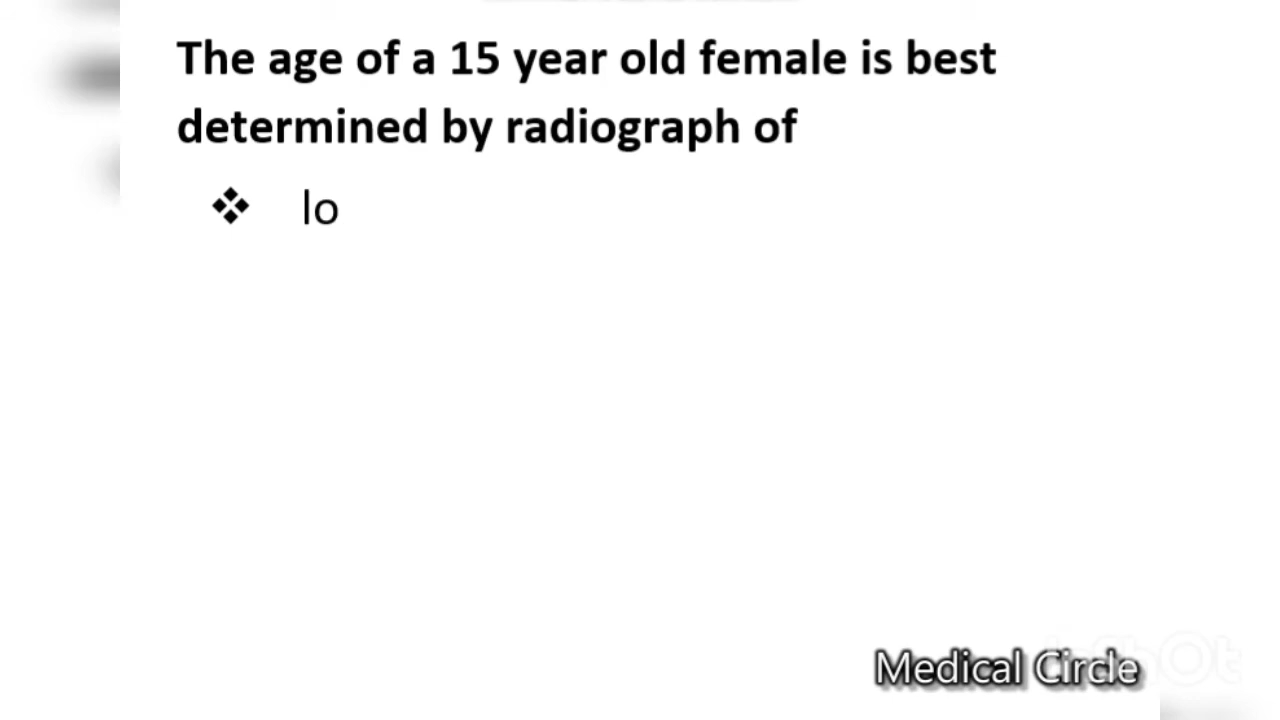 The age of a 15 year old female is best
determined by radiograph of
❖ lo
Medical Circle